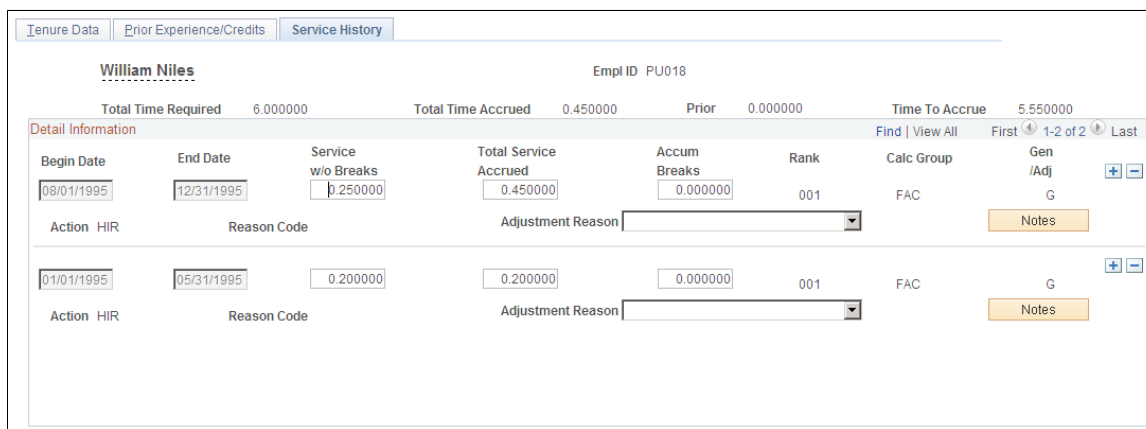 Tenure Data Prior Experience/Credits Service History
William Niles Empl ID PU018
Total Time Required 6.000000 Total Time Accrued 0.450000 Prior 0.000000 Time To Accrue 5.550000
Detail Information Find | View All First 1-2 of 2 Last
Begin Date End Date Service w/o Breaks Total Service Accrued Accum Breaks Rank Calc Group Gen /Adj
08/01/1995 12/31/1995 0.250000 0.450000 0.000000 001 FAC G
Action HIR Reason Code Adjustment Reason Notes
01/01/1995 05/31/1995 0.200000 0.200000 0.000000 001 FAC G
Action HIR Reason Code Adjustment Reason Notes